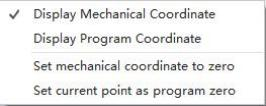 Display Mechanical Coordinate
Display Program Coordinate
Set mechanical coordinate to zero
Set current point as program zero